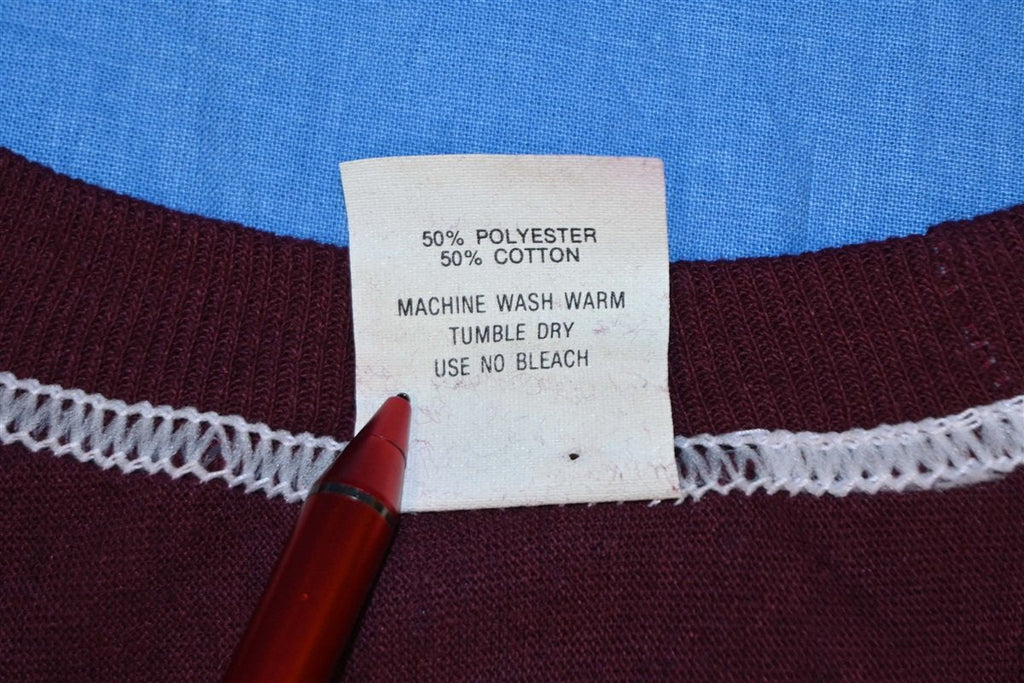 50% POLYESTER
50% COTTON
MACHINE WASH WARM
TUMBLE DRY
USE NO BLEACH